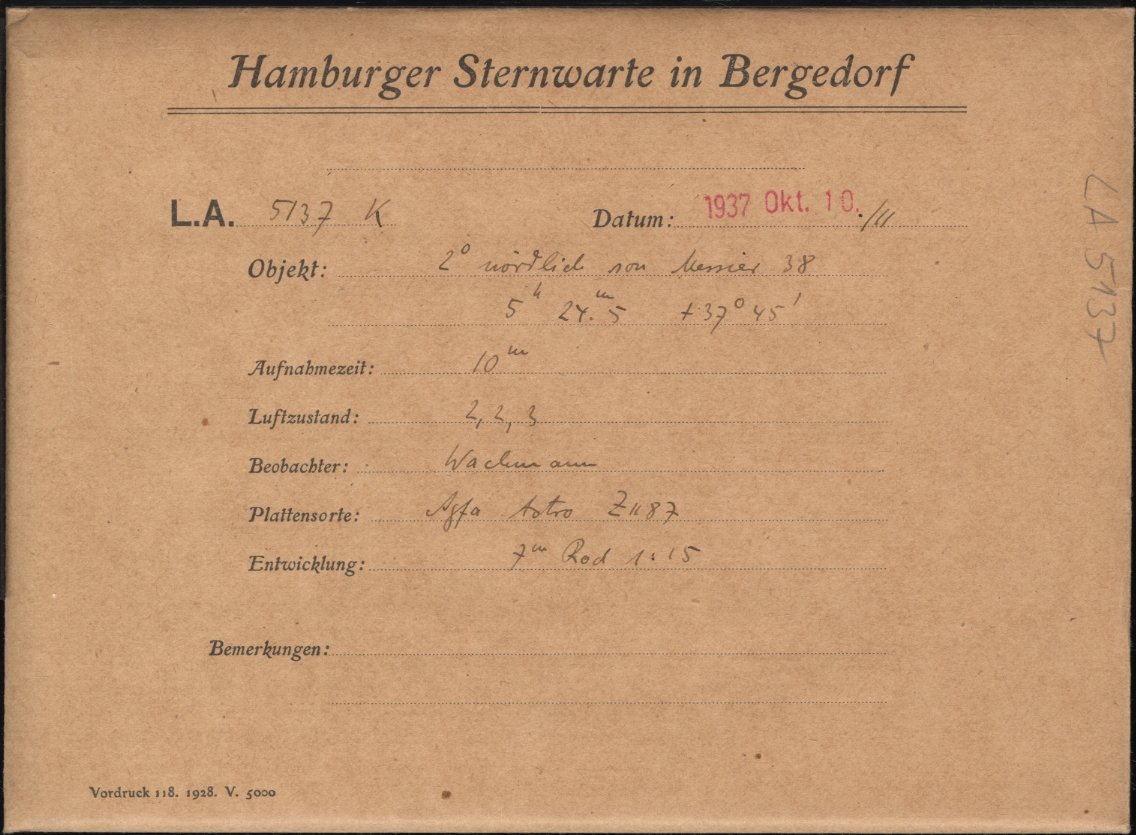 Hamburger Sternwarte in Bergedorf
L.A. 5137 K
Datum: 1937 Okt. 10./11
Objekt: 2° nördlich von Messier 38
5ʰ 24.ᵐ5 +37° 45'
Aufnahmezeit: 10ᵐ
Luftzustand: 2, 2, 3
Beobachter: Wachmann
Plattensorte: Agfa Astro Z1187
Entwicklung: 7ᵐ Rod 1:15
Bemerkungen:
Vordruck 118. 1928. V. 5000
LA 5137